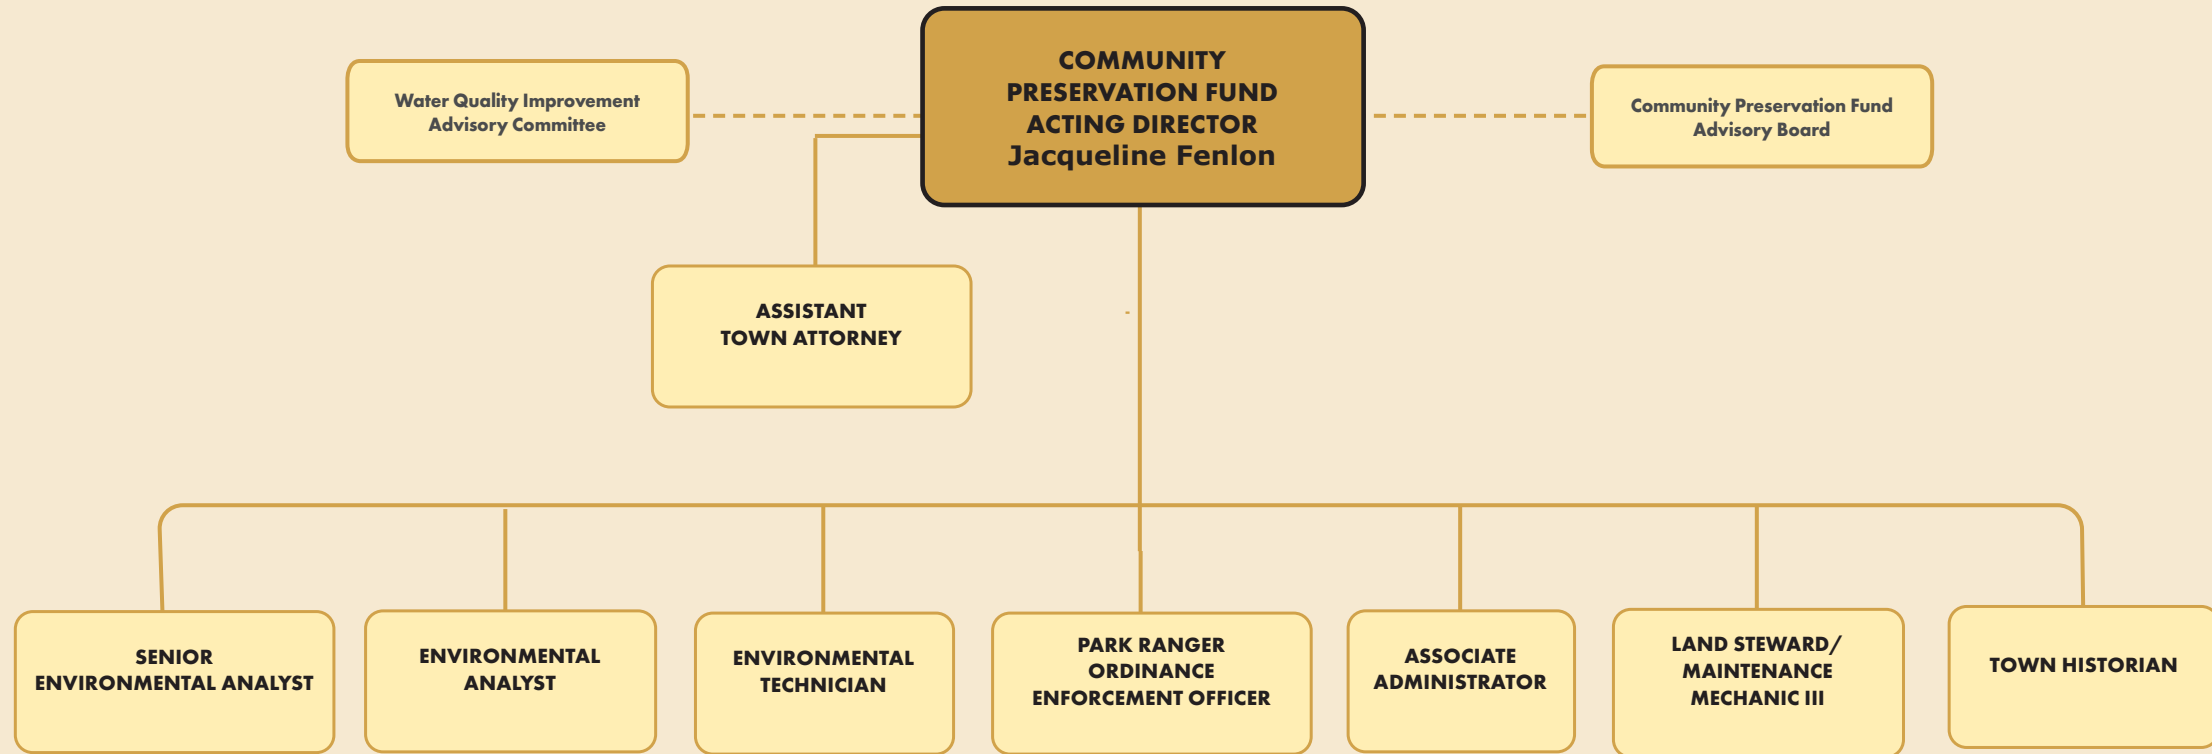 COMMUNITY
PRESERVATION FUND
ACTING DIRECTOR
Jacqueline Fenlon
Water Quality Improvement
Advisory Committee
Community Preservation Fund
Advisory Board
ASSISTANT
TOWN ATTORNEY
SENIOR
ENVIRONMENTAL ANALYST
ENVIRONMENTAL
ANALYST
ENVIRONMENTAL
TECHNICIAN
PARK RANGER
ORDINANCE
ENFORCEMENT OFFICER
ASSOCIATE
ADMINISTRATOR
LAND STEWARD/
MAINTENANCE
MECHANIC III
TOWN HISTORIAN